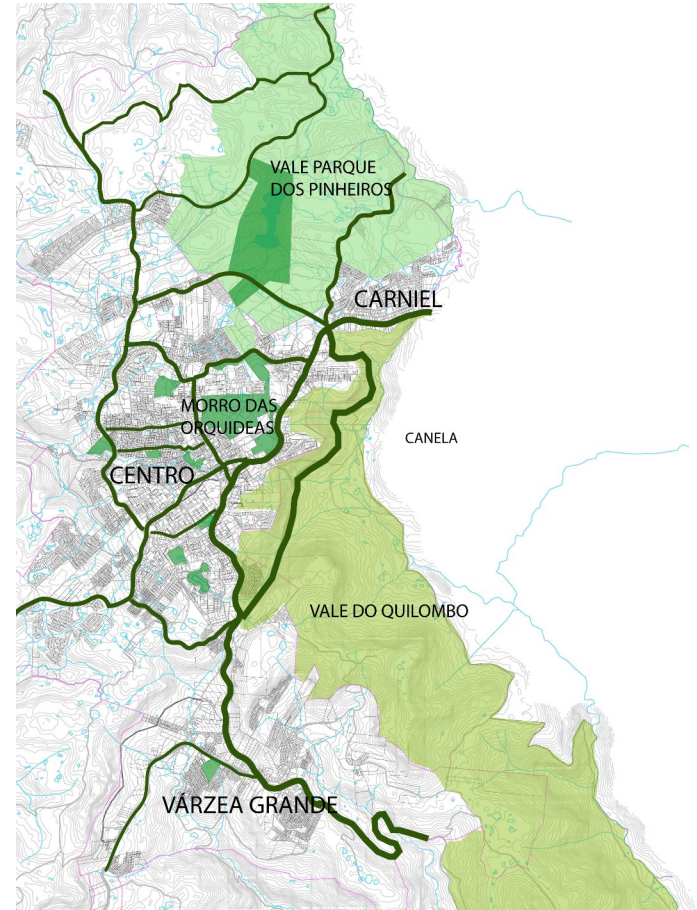 VALE PARQUE
DOS PINHEIROS
CARNIEL
MORRO DAS
ORQUIDEAS
CANELA
CENTRO
VALE DO QUILOMBO
VÁRZEA GRANDE